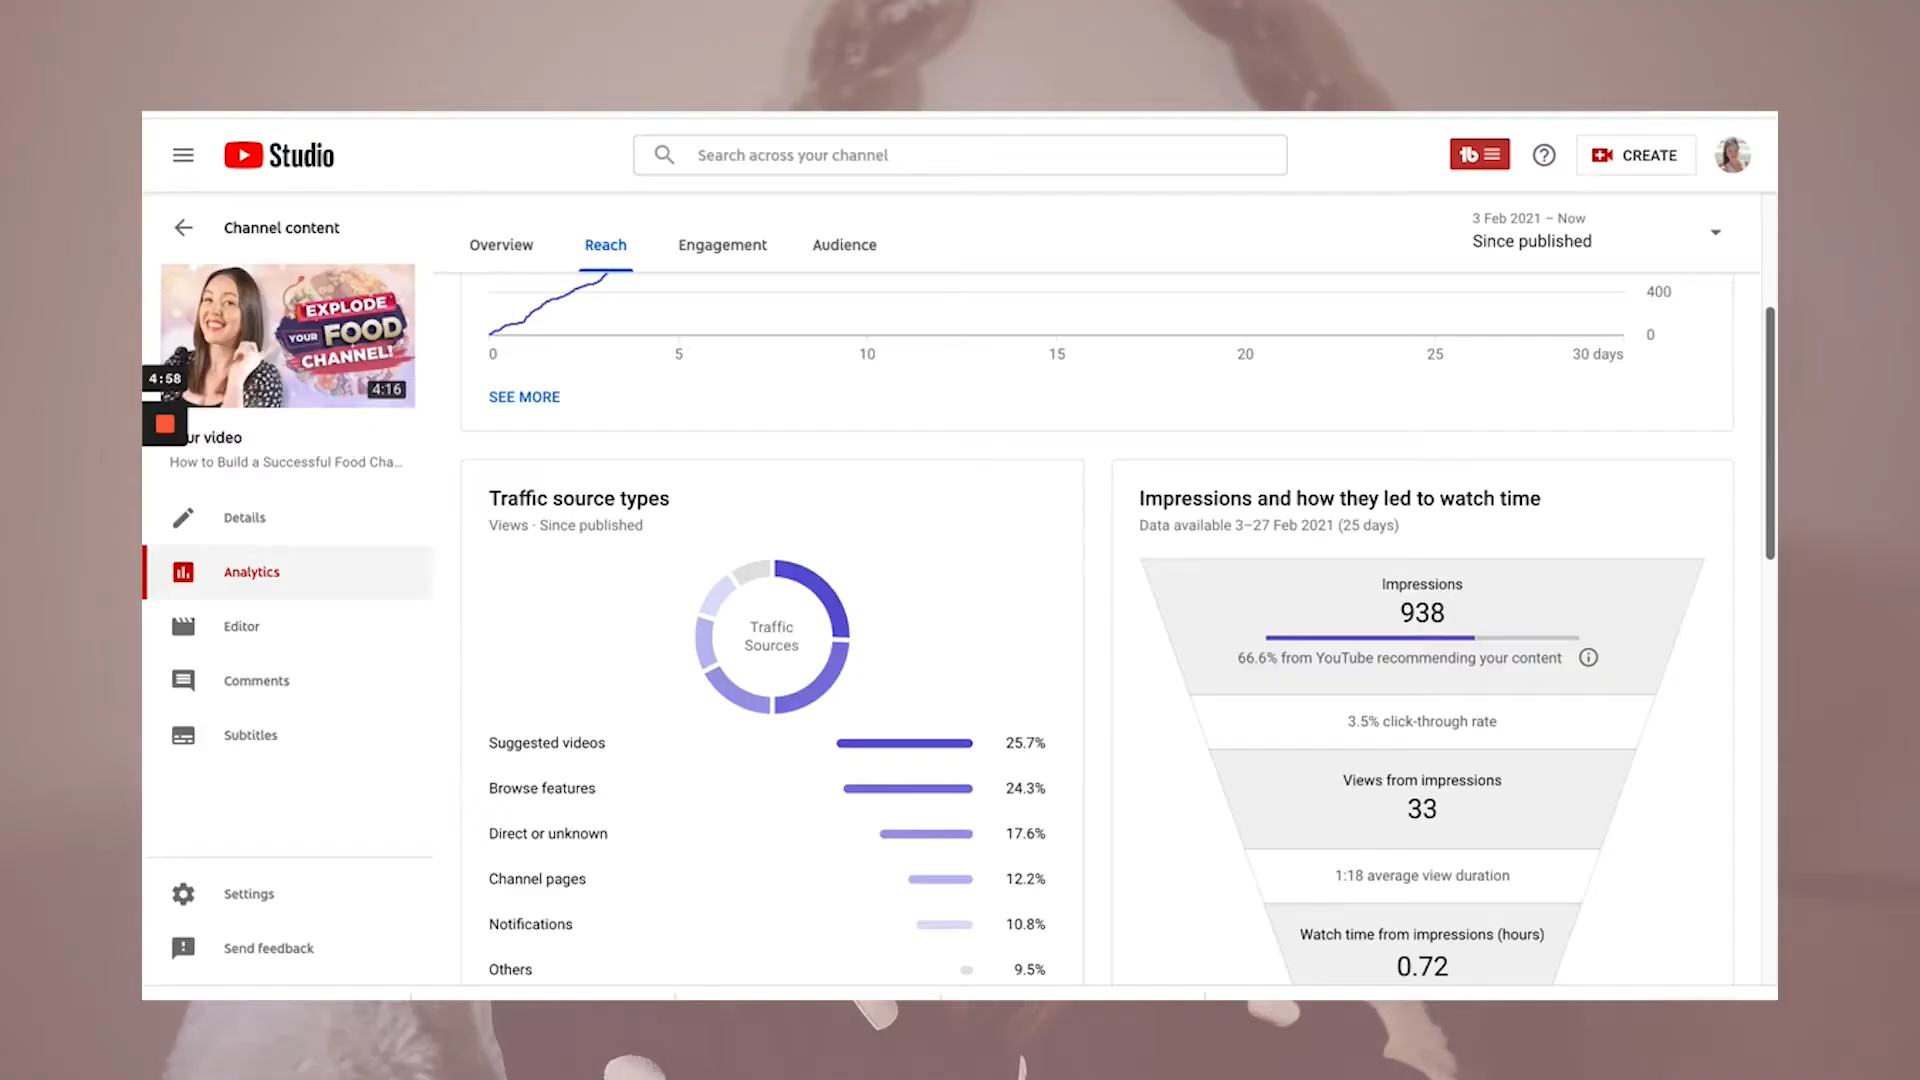 Studio
Search across your channel
CREATE
Channel content
Overview
Reach
Engagement
Audience
3 Feb 2021 – Now
Since published
EXPLODE
YOUR FOOD
CHANNEL!
4:16
4:58
ur video
How to Build a Successful Food Cha...
Details
Analytics
Editor
Comments
Subtitles
Settings
Send feedback
400
0
0 5 10 15 20 25 30 days
SEE MORE
Traffic source types
Views · Since published
Traffic
Sources
Suggested videos 25.7%
Browse features 24.3%
Direct or unknown 17.6%
Channel pages 12.2%
Notifications 10.8%
Others 9.5%
Impressions and how they led to watch time
Data available 3–27 Feb 2021 (25 days)
Impressions
938
66.6% from YouTube recommending your content
3.5% click-through rate
Views from impressions
33
1:18 average view duration
Watch time from impressions (hours)
0.72